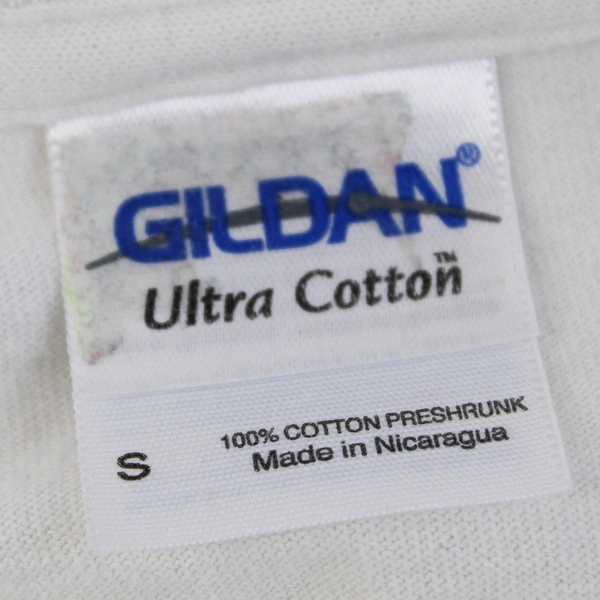 GILDAN®
Ultra Cotton™
S
100% COTTON PRESHRUNK
Made in Nicaragua